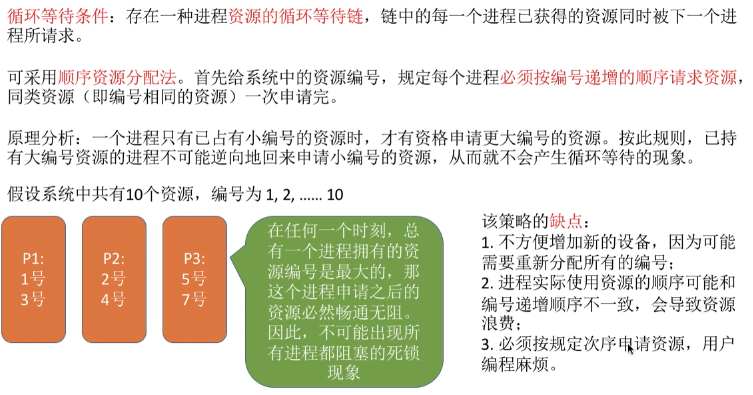 循环等待条件：存在一种进程资源的循环等待链，链中的每一个进程已获得的资源同时被下一个进
程所请求。
可采用顺序资源分配法。首先给系统中的资源编号，规定每个进程必须按编号递增的顺序请求资源，
同类资源（即编号相同的资源）一次申请完。
原理分析：一个进程只有已占有小编号的资源时，才有资格申请更大编号的资源。按此规则，已持
有大编号资源的进程不可能逆向地回来申请小编号的资源，从而就不会产生循环等待的现象。
假设系统中共有10个资源，编号为 1, 2, …… 10
P1:
1号
3号
P2:
2号
4号
P3:
5号
7号
在任何一个时刻，总
有一个进程拥有的资
源编号是最大的，那
这个进程申请之后的
资源必然畅通无阻。
因此，不可能出现所
有进程都阻塞的死锁
现象
该策略的缺点：
1. 不方便增加新的设备，因为可能
需要重新分配所有的编号；
2. 进程实际使用资源的顺序可能和
编号递增顺序不一致，会导致资源
浪费；
3. 必须按规定次序申请资源，用户
编程麻烦。